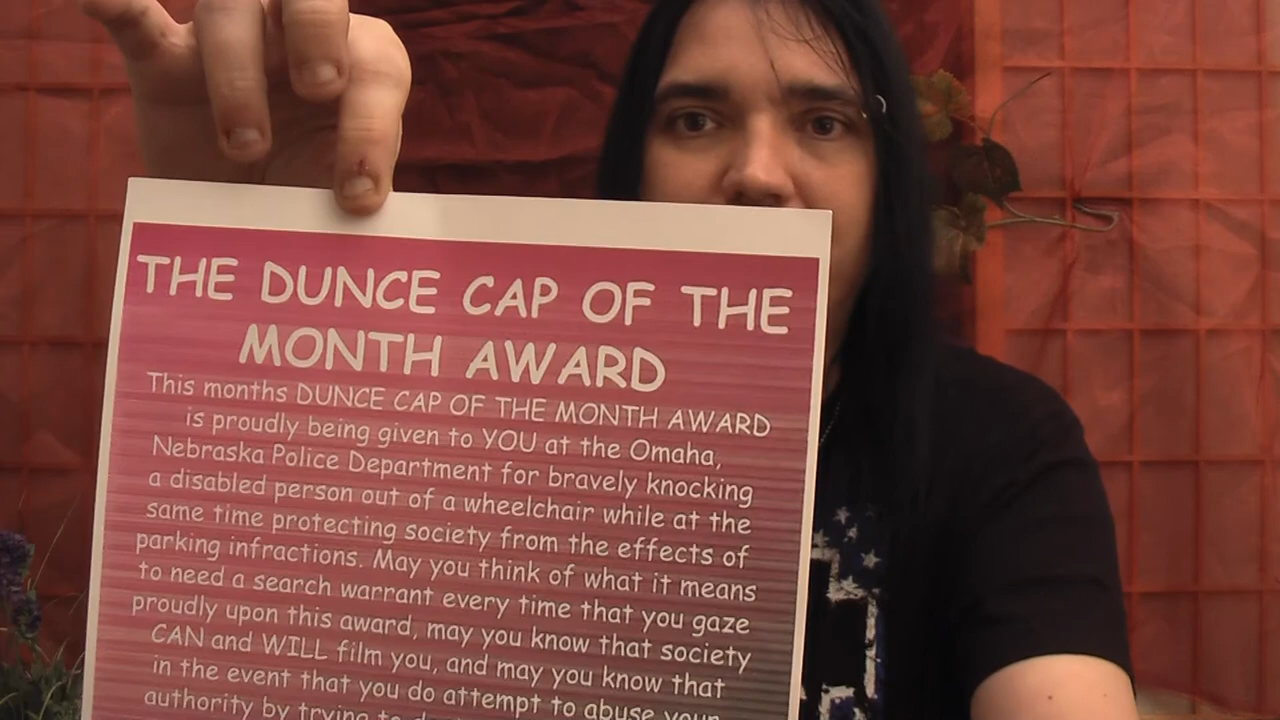 THE DUNCE CAP OF THE
MONTH AWARD
This months DUNCE CAP OF THE MONTH AWARD
is proudly being given to YOU at the Omaha,
Nebraska Police Department for bravely knocking
a disabled person out of a wheelchair while at the
same time protecting society from the effects of
parking infractions. May you think of what it means
to need a search warrant every time that you gaze
proudly upon this award, may you know that society
CAN and WILL film you, and may you know that
in the event that you do attempt to abuse your
authority by trying to